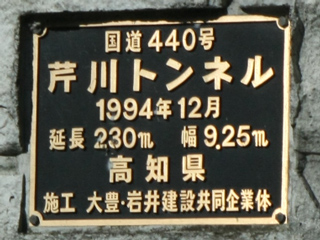 国道440号
芹川トンネル
1994年12月
延長 230m 幅 9.25m
高知県
施工 大豊・岩井建設共同企業体